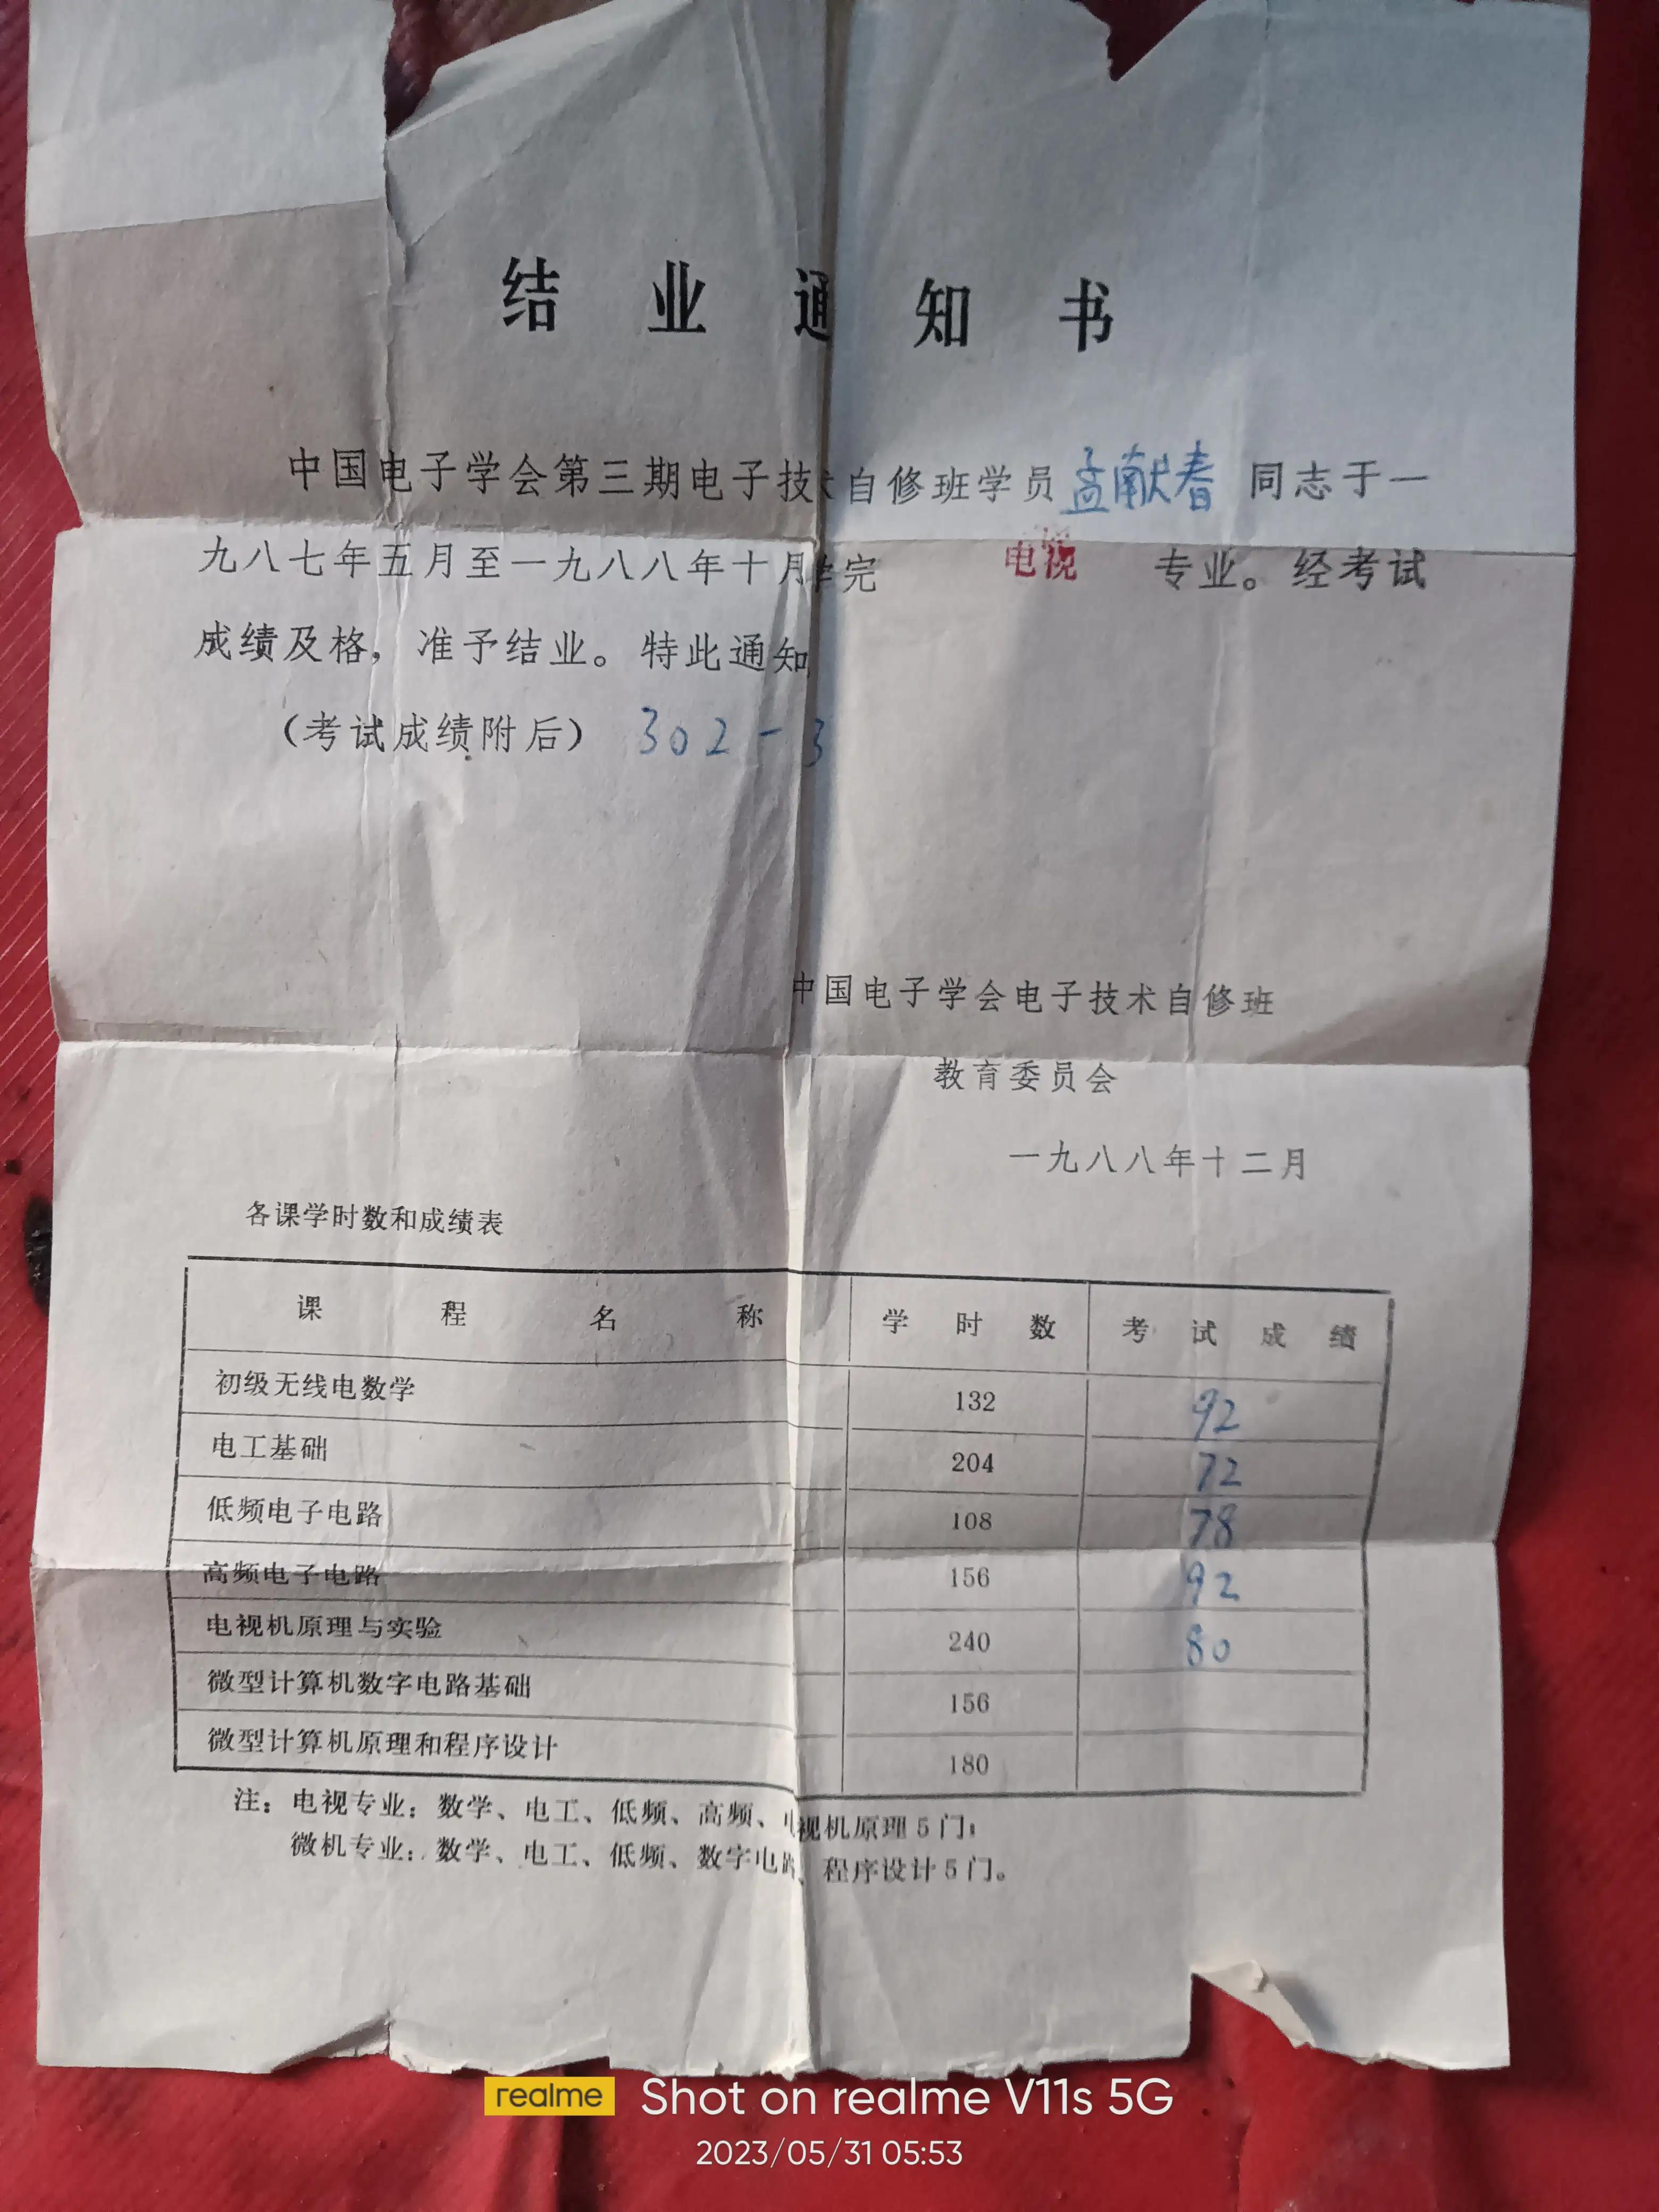 结业通知书
中国电子学会第三期电子技术自修班学员孟献春同志于一
九八七年五月至一九八八年十月 完 电视 专业。经考试
成绩及格，准予结业。特此通知
（考试成绩附后） 302-3
中国电子学会电子技术自修班
教育委员会
一九八八年十二月
各课学时数和成绩表
课程名称 学时数 考试成绩
初级无线电数学 132 92
电工基础 204 72
低频电子电路 108 78
高频电子电路 156 92
电视机原理与实验 240 80
微型计算机数字电路基础 156
微型计算机原理和程序设计 180
注：电视专业：数学、电工、低频、高频、电视机原理5门；
微机专业：数学、电工、低频、数字电路、程序设计5门。
realme Shot on realme V11s 5G
2023/05/31 05:53